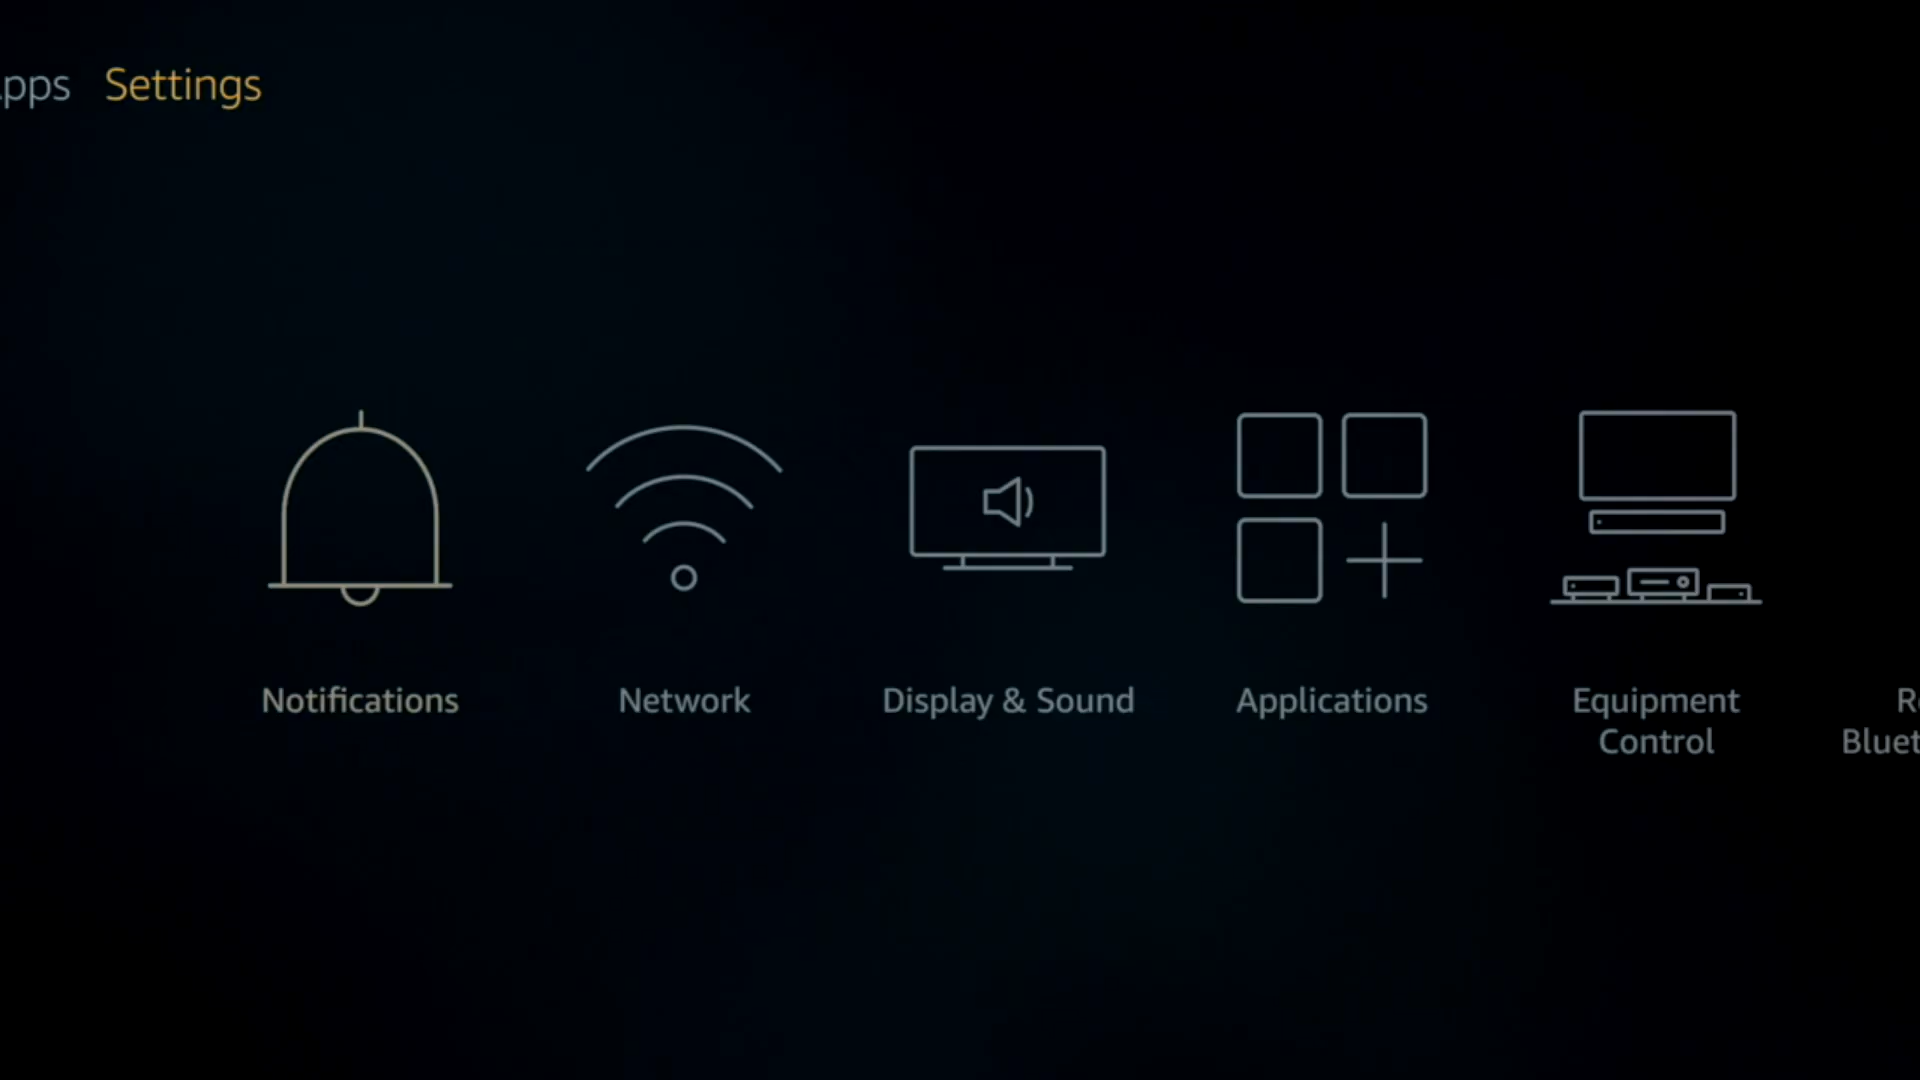 pps Settings
Notifications
Network
Display & Sound
Applications
Equipment
Control
R
Bluet